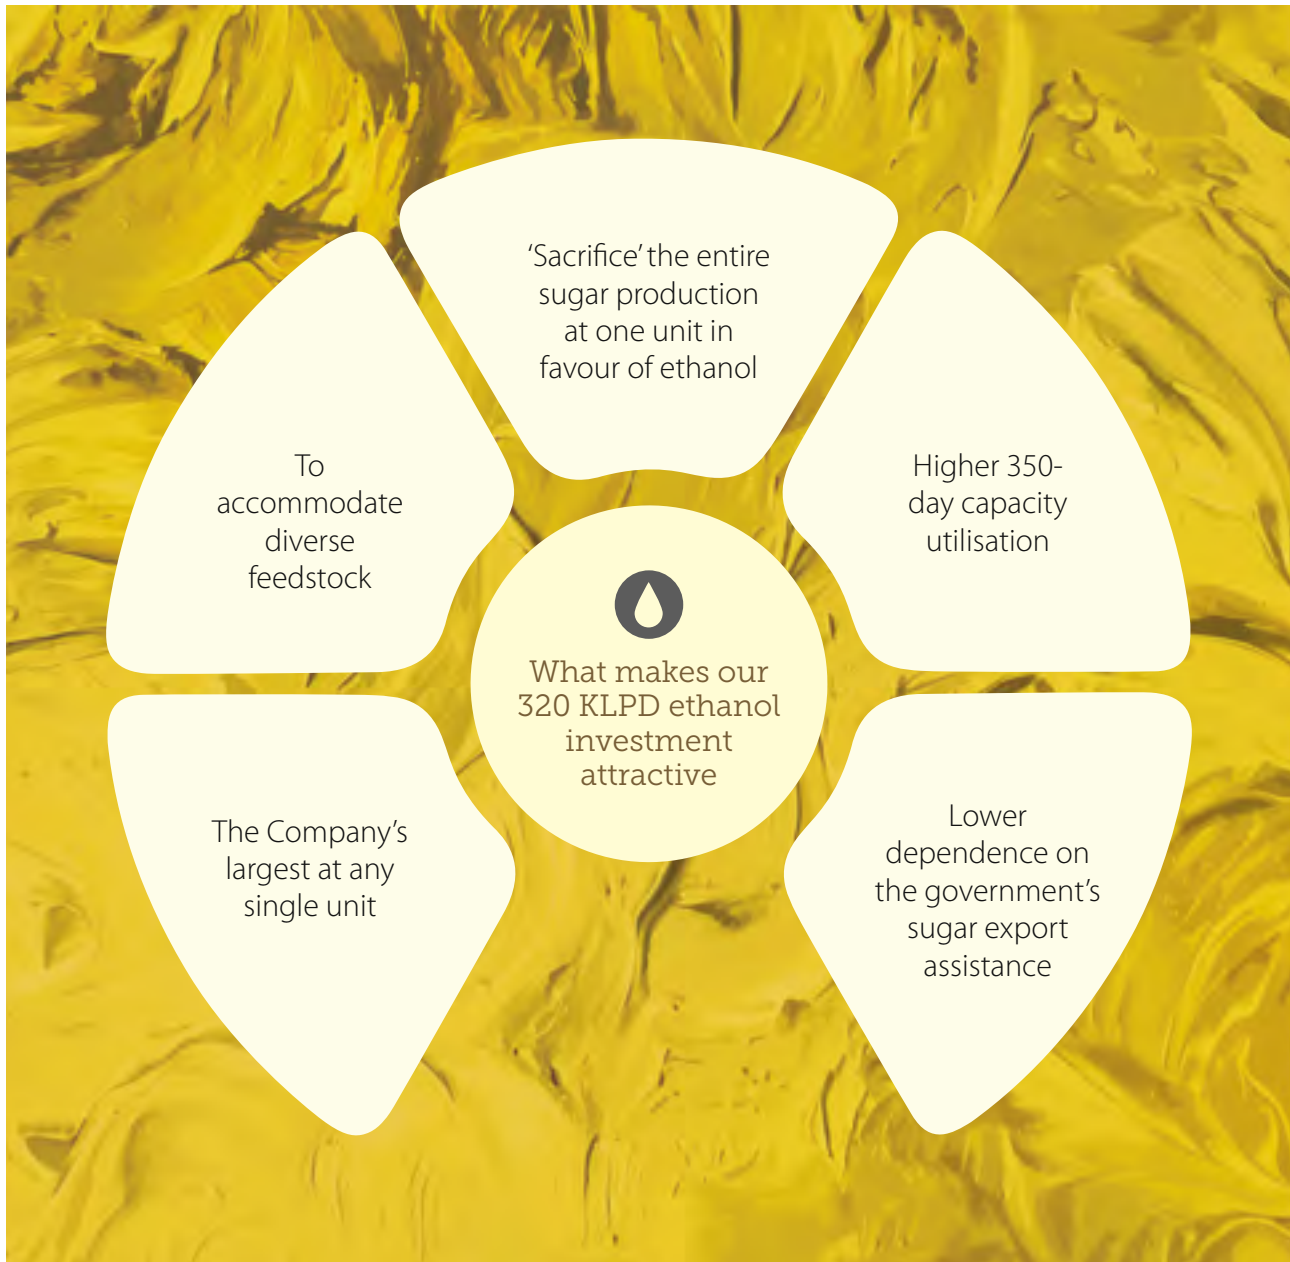 ‘Sacrifice’ the entire
sugar production
at one unit in
favour of ethanol
To
accommodate
diverse
feedstock
Higher 350-
day capacity
utilisation
What makes our
320 KLPD ethanol
investment
attractive
The Company’s
largest at any
single unit
Lower
dependence on
the government’s
sugar export
assistance